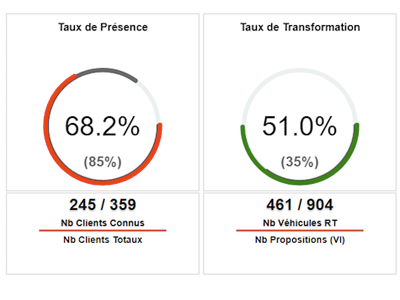 Taux de Présence
68.2%
(85%)
245 / 359
Nb Clients Connus
Nb Clients Totaux
Taux de Transformation
51.0%
(35%)
461 / 904
Nb Véhicules RT
Nb Propositions (VI)